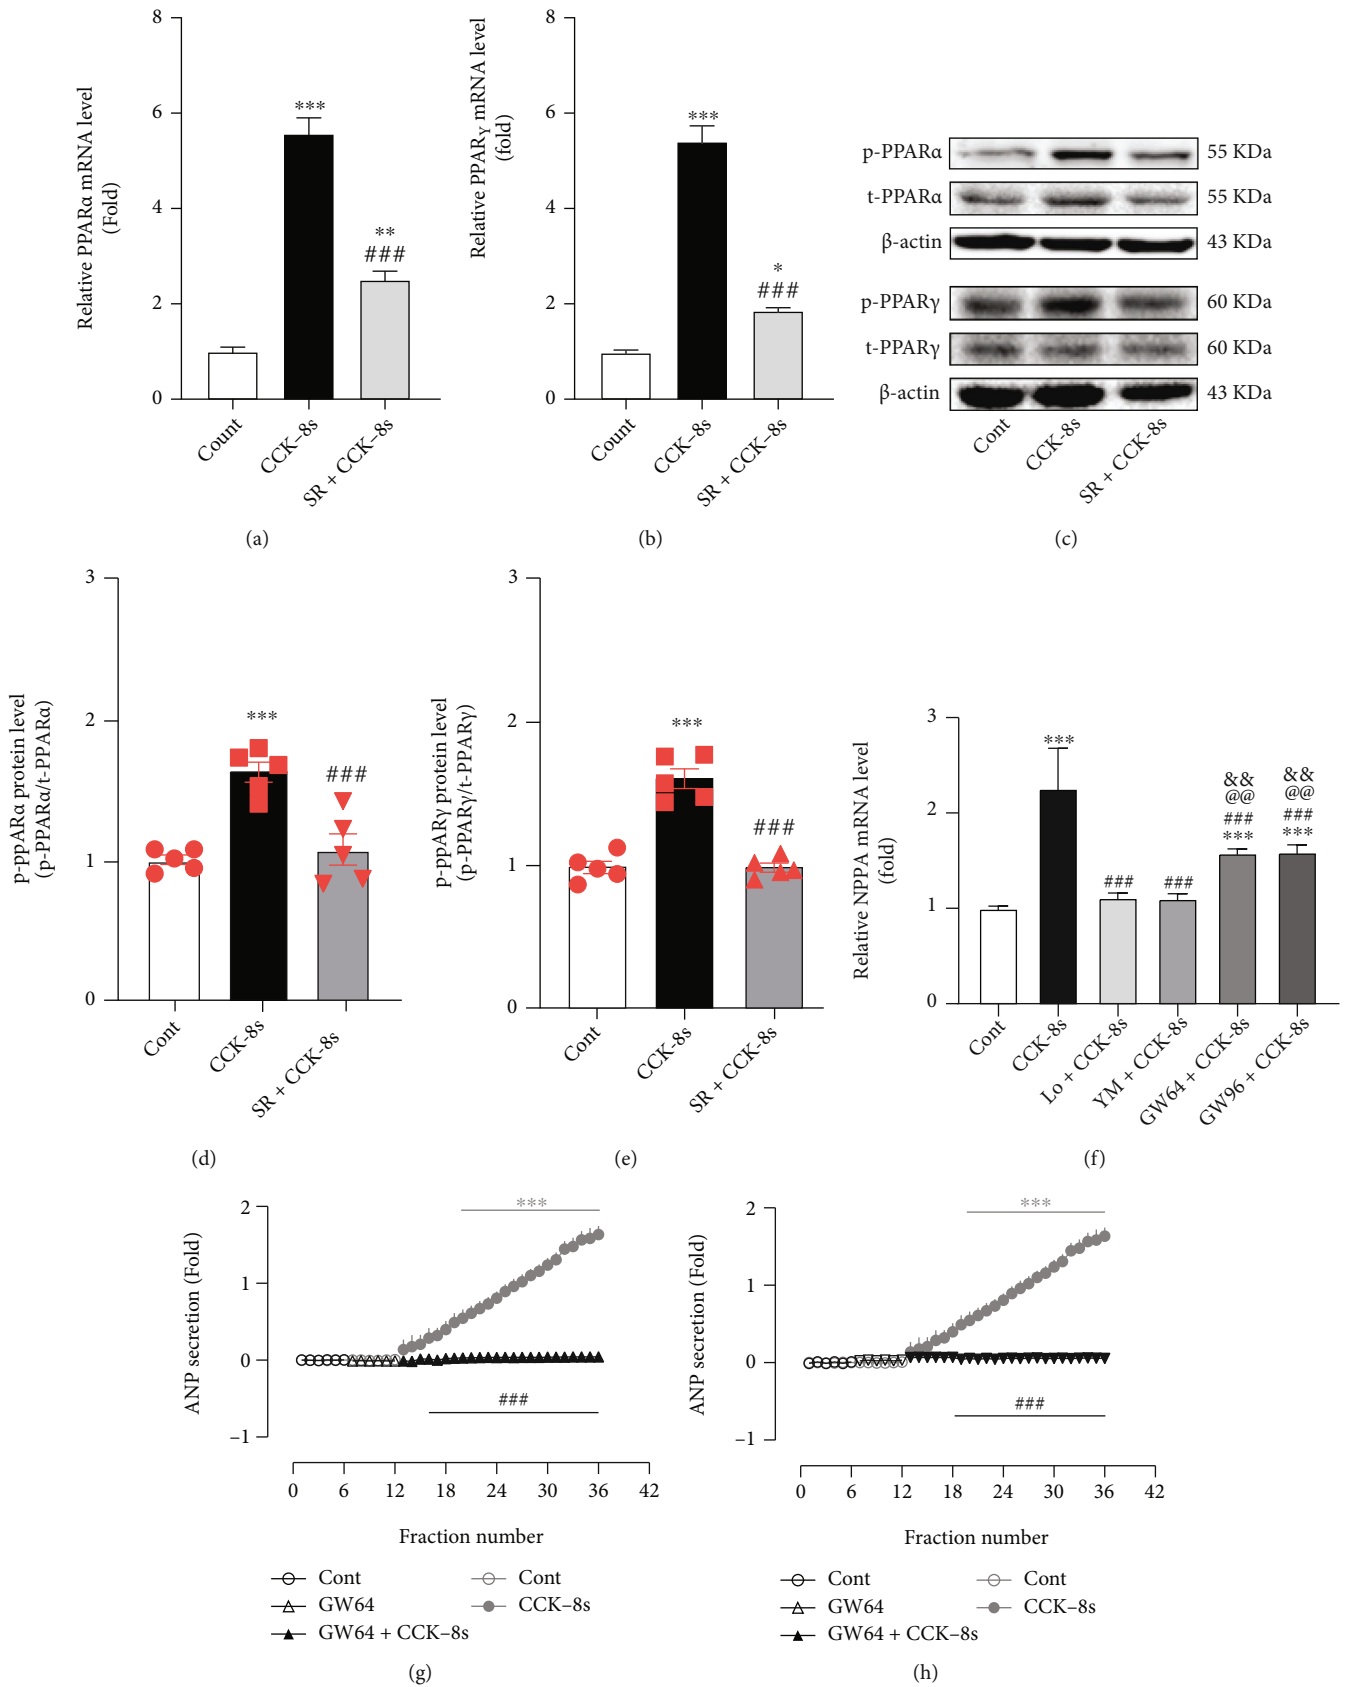 8
6
4
2
0
Relative PPARα mRNA level
(Fold)
***
**
###
Count
CCK–8s
SR + CCK–8s
(a)
8
6
4
2
0
Relative PPARγ mRNA level
(fold)
***
*
###
Count
CCK–8s
SR + CCK–8s
(b)
p-PPARα 55 KDa
t-PPARα 55 KDa
β-actin 43 KDa
p-PPARγ 60 KDa
t-PPARγ 60 KDa
β-actin 43 KDa
Cont
CCK-8s
SR + CCK-8s
(c)
3
2
1
0
p-ppARα protein level
(p-PPARα/t-PPARα)
***
###
Cont
CCK-8s
SR + CCK-8s
(d)
3
2
1
0
p-ppARγ protein level
(p-PPARγ/t-PPARγ)
***
###
Cont
CCK-8s
SR + CCK-8s
(e)
3
2
1
0
Relative NPPA mRNA level
(fold)
***
###
###
&&
@@
###
***
&&
@@
###
***
Cont
CCK-8s
Lo + CCK–8s
YM + CCK–8s
GW64 + CCK–8s
GW96 + CCK–8s
(f)
2
1
0
–1
ANP secretion (Fold)
***
###
0 6 12 18 24 30 36 42
Fraction number
Cont Cont
GW64 CCK–8s
GW64 + CCK–8s
(g)
2
1
0
–1
ANP secretion (Fold)
***
###
0 6 12 18 24 30 36 42
Fraction number
Cont Cont
GW64 CCK–8s
GW64 + CCK–8s
(h)